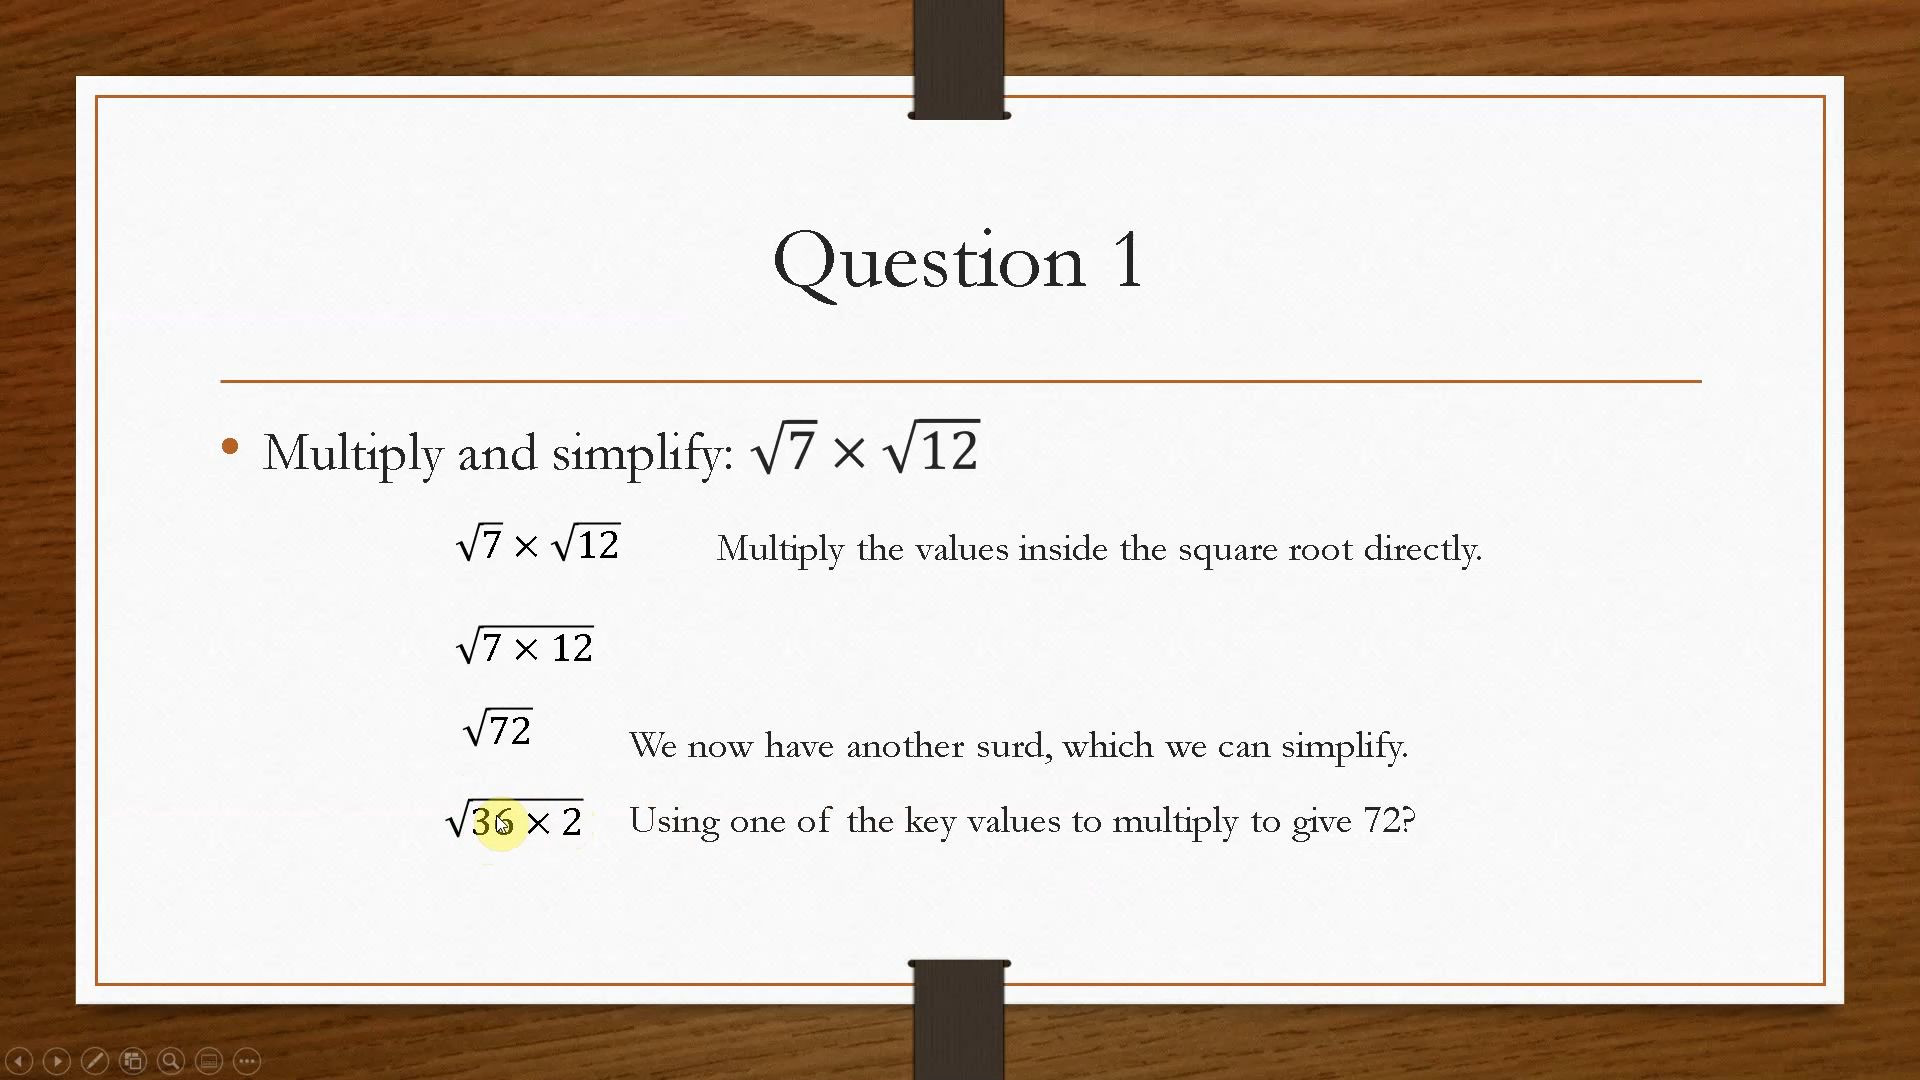 Question 1
• Multiply and simplify: √7 × √12
√7 × √12 Multiply the values inside the square root directly.
√7 × 12
√72
We now have another surd, which we can simplify.
√36 × 2 Using one of the key values to multiply to give 72?